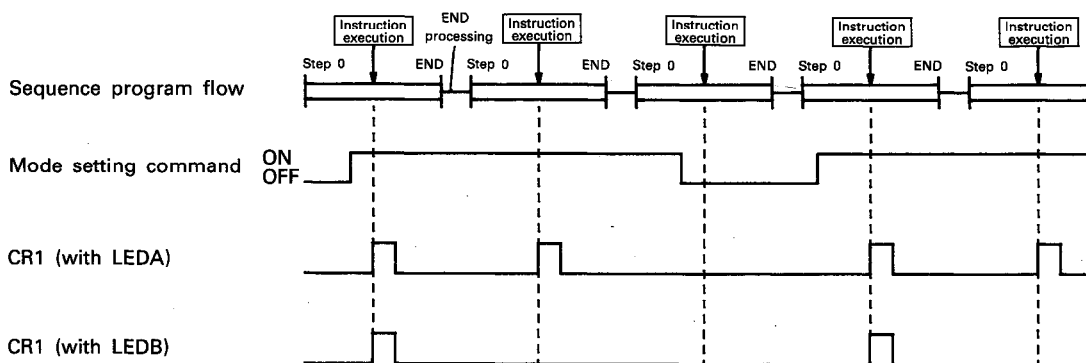 Instruction execution
END processing
Instruction execution
Instruction execution
Instruction execution
Instruction execution
Step 0 END Step 0 END Step 0 END Step 0 END Step 0
Sequence program flow
Mode setting command ON OFF
CR1 (with LEDA)
CR1 (with LEDB)